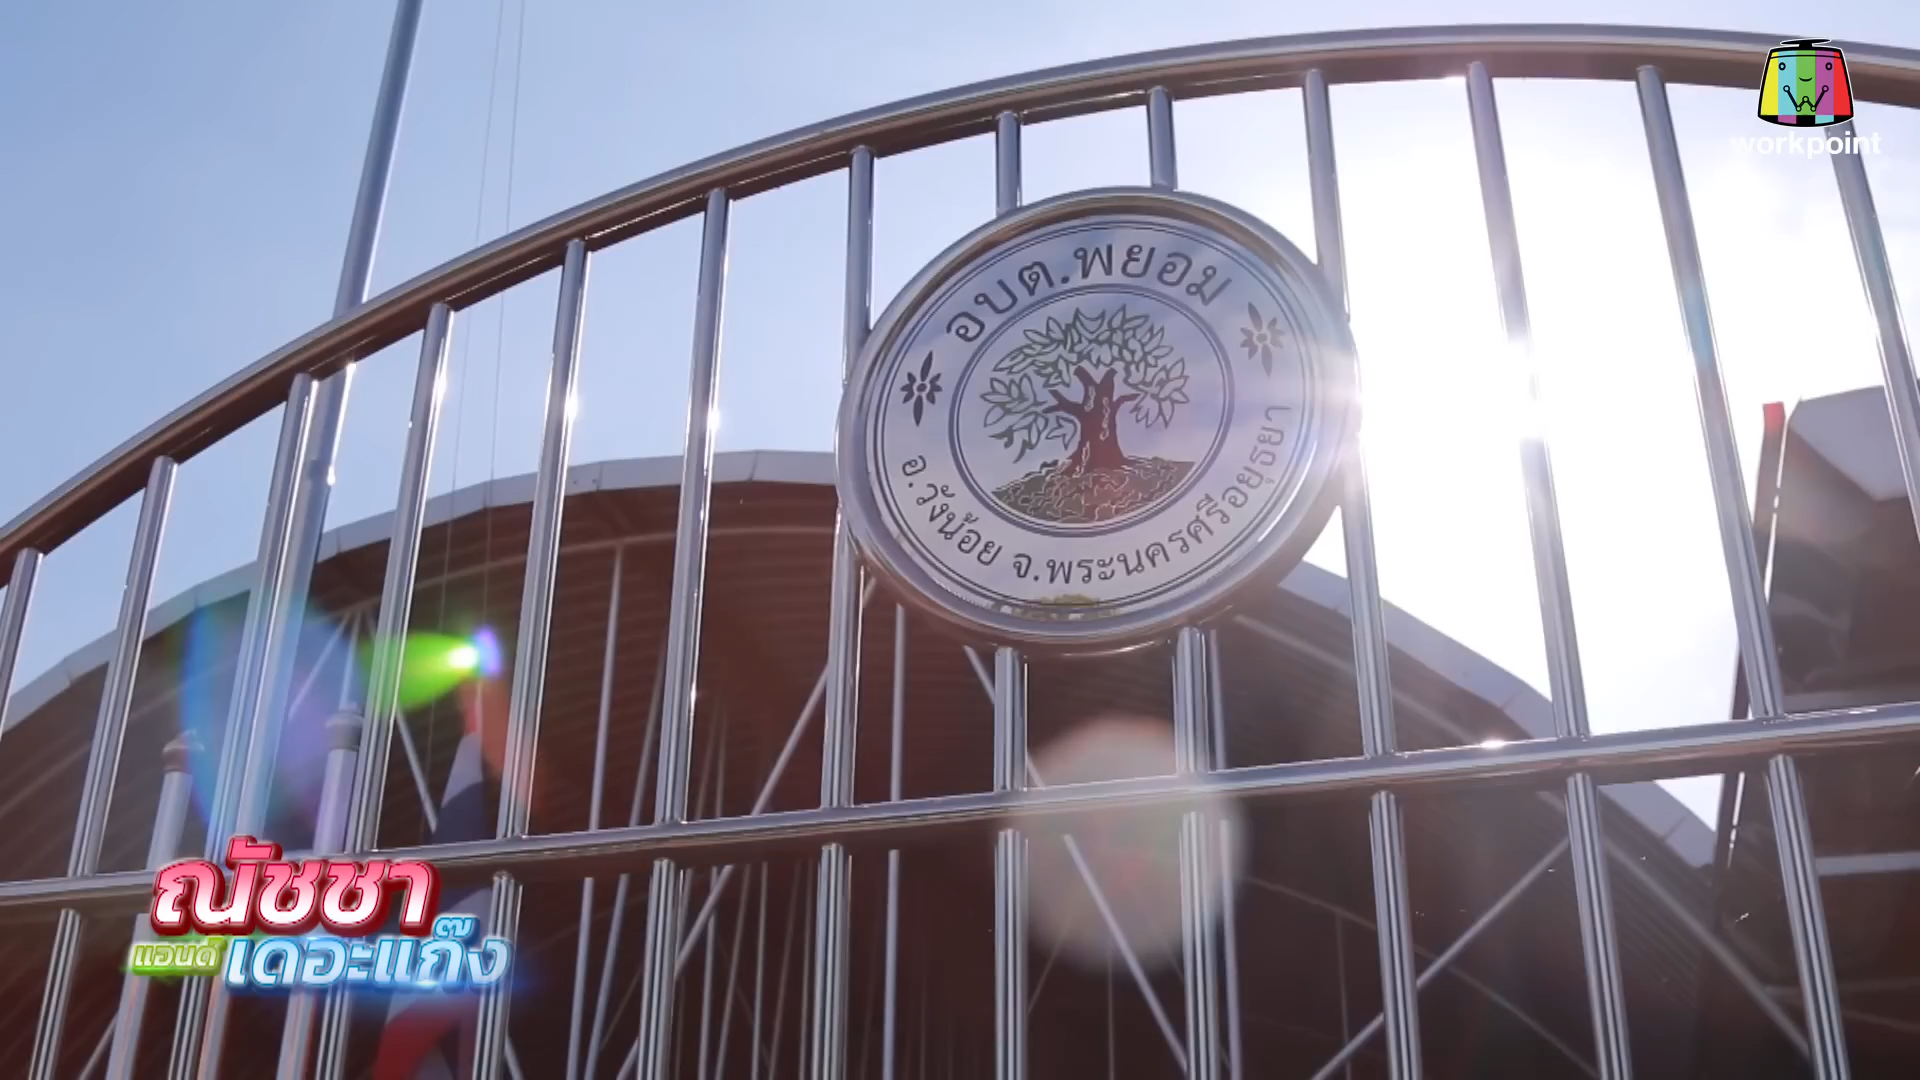 workpoint
อบต.พยอม
อ.วังน้อย จ.พระนครศรีอยุธยา
ณัชชา
แอนด์ เดอะแก๊ง